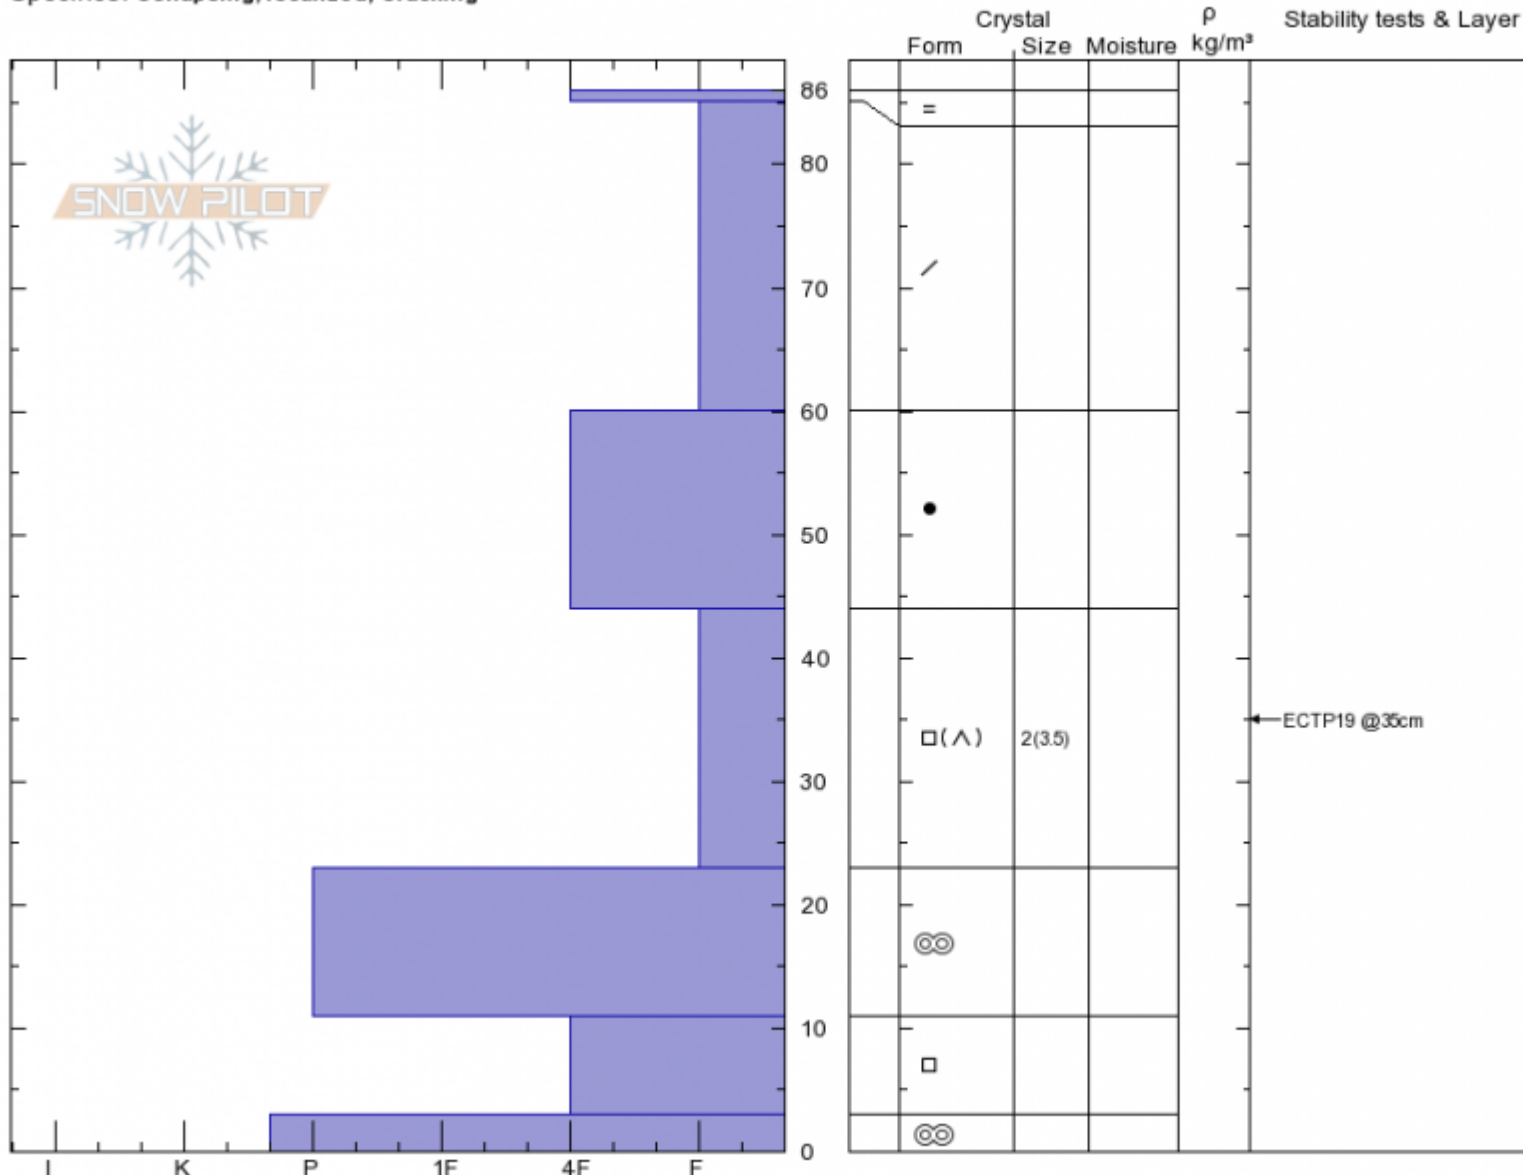 Crystal
ρ
Stability tests & Layer
Form
Size
Moisture
kg/m³
86
=
80
SNOW PILOT
/
70
60
●
50
40
ECTP19 @35cm
□(∧)
2(3.5)
30
20
10
□
0
I
K
P
1F
4F
F